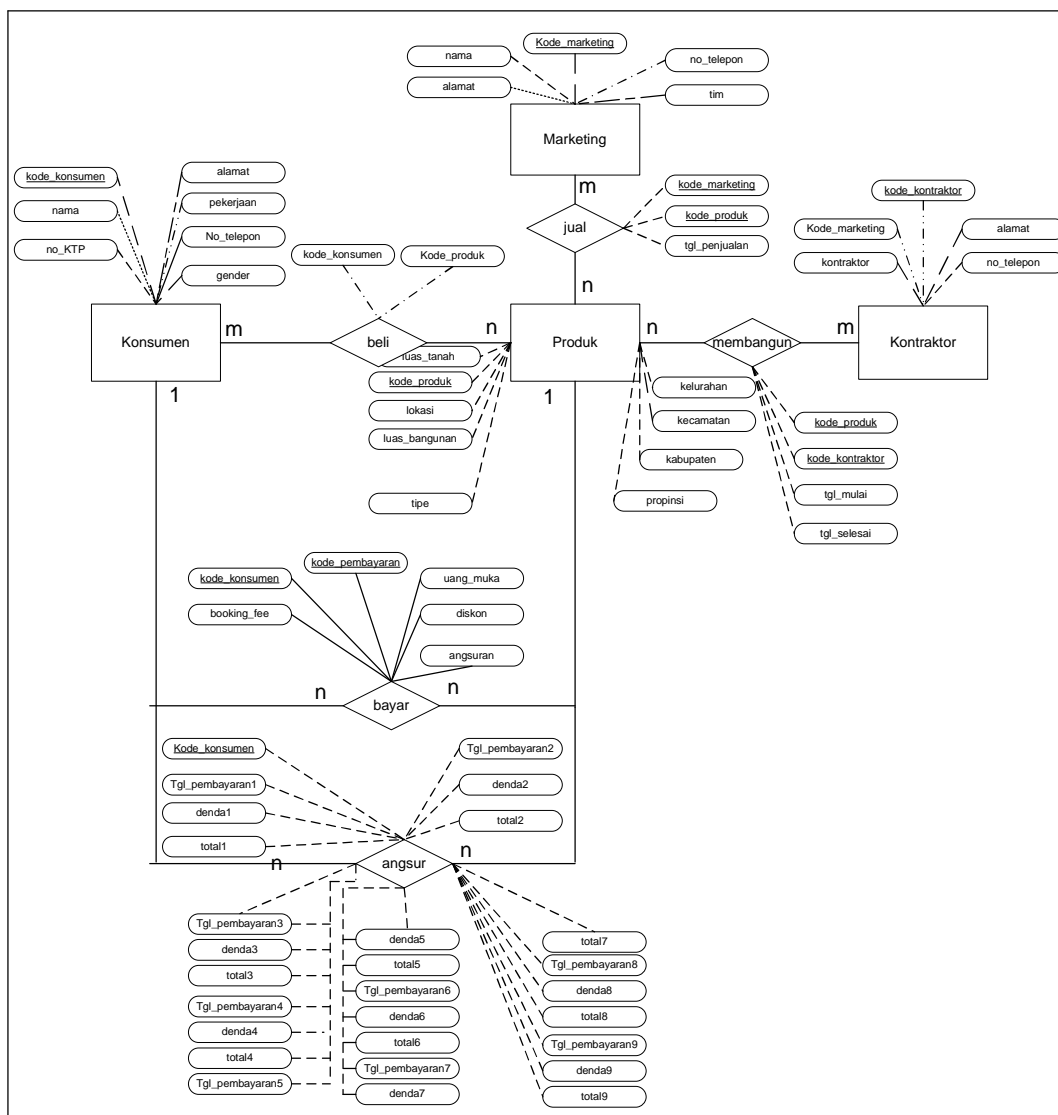 Kode_marketing
nama
no_telepon
alamat
tim
Marketing
m
kode_konsumen
alamat
nama
pekerjaan
no_KTP
No_telepon
gender
kode_marketing
jual
kode_produk
tgl_penjualan
kode_kontraktor
Kode_marketing
alamat
kontraktor
no_telepon
kode_konsumen
Kode_produk
n
Konsumen
m
beli
n
Produk
n
membangun
m
Kontraktor
1
1
luas_tanah
kode_produk
lokasi
luas_bangunan
tipe
kelurahan
kecamatan
kabupaten
propinsi
kode_produk
kode_kontraktor
tgl_mulai
tgl_selesai
kode_pembayaran
kode_konsumen
uang_muka
booking_fee
diskon
angsuran
n
bayar
n
Kode_konsumen
Tgl_pembayaran2
Tgl_pembayaran1
denda2
denda1
total2
total1
n
angsur
n
Tgl_pembayaran3
denda3
total3
Tgl_pembayaran4
denda4
total4
Tgl_pembayaran5
denda5
total5
Tgl_pembayaran6
denda6
total6
Tgl_pembayaran7
denda7
total7
Tgl_pembayaran8
denda8
total8
Tgl_pembayaran9
denda9
total9